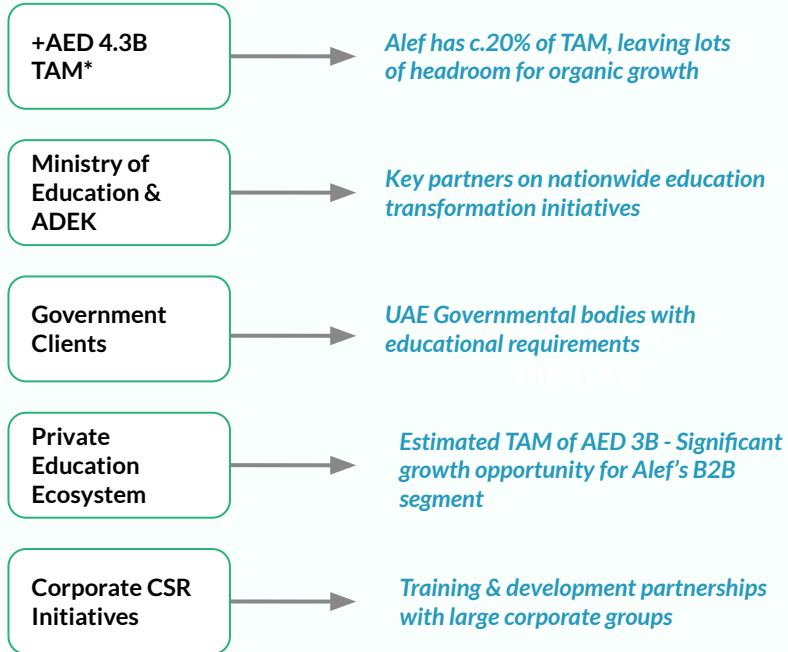 +AED 4.3B
TAM*
Alef has c.20% of TAM, leaving lots
of headroom for organic growth
Ministry of
Education &
ADEK
Key partners on nationwide education
transformation initiatives
Government
Clients
UAE Governmental bodies with
educational requirements
the UAE
Private
Education
Ecosystem
Estimated TAM of AED 3B - Significant
growth opportunity for Alef's B2B
segment
Corporate CSR
Initiatives
Training & development partnerships
with large corporate groups